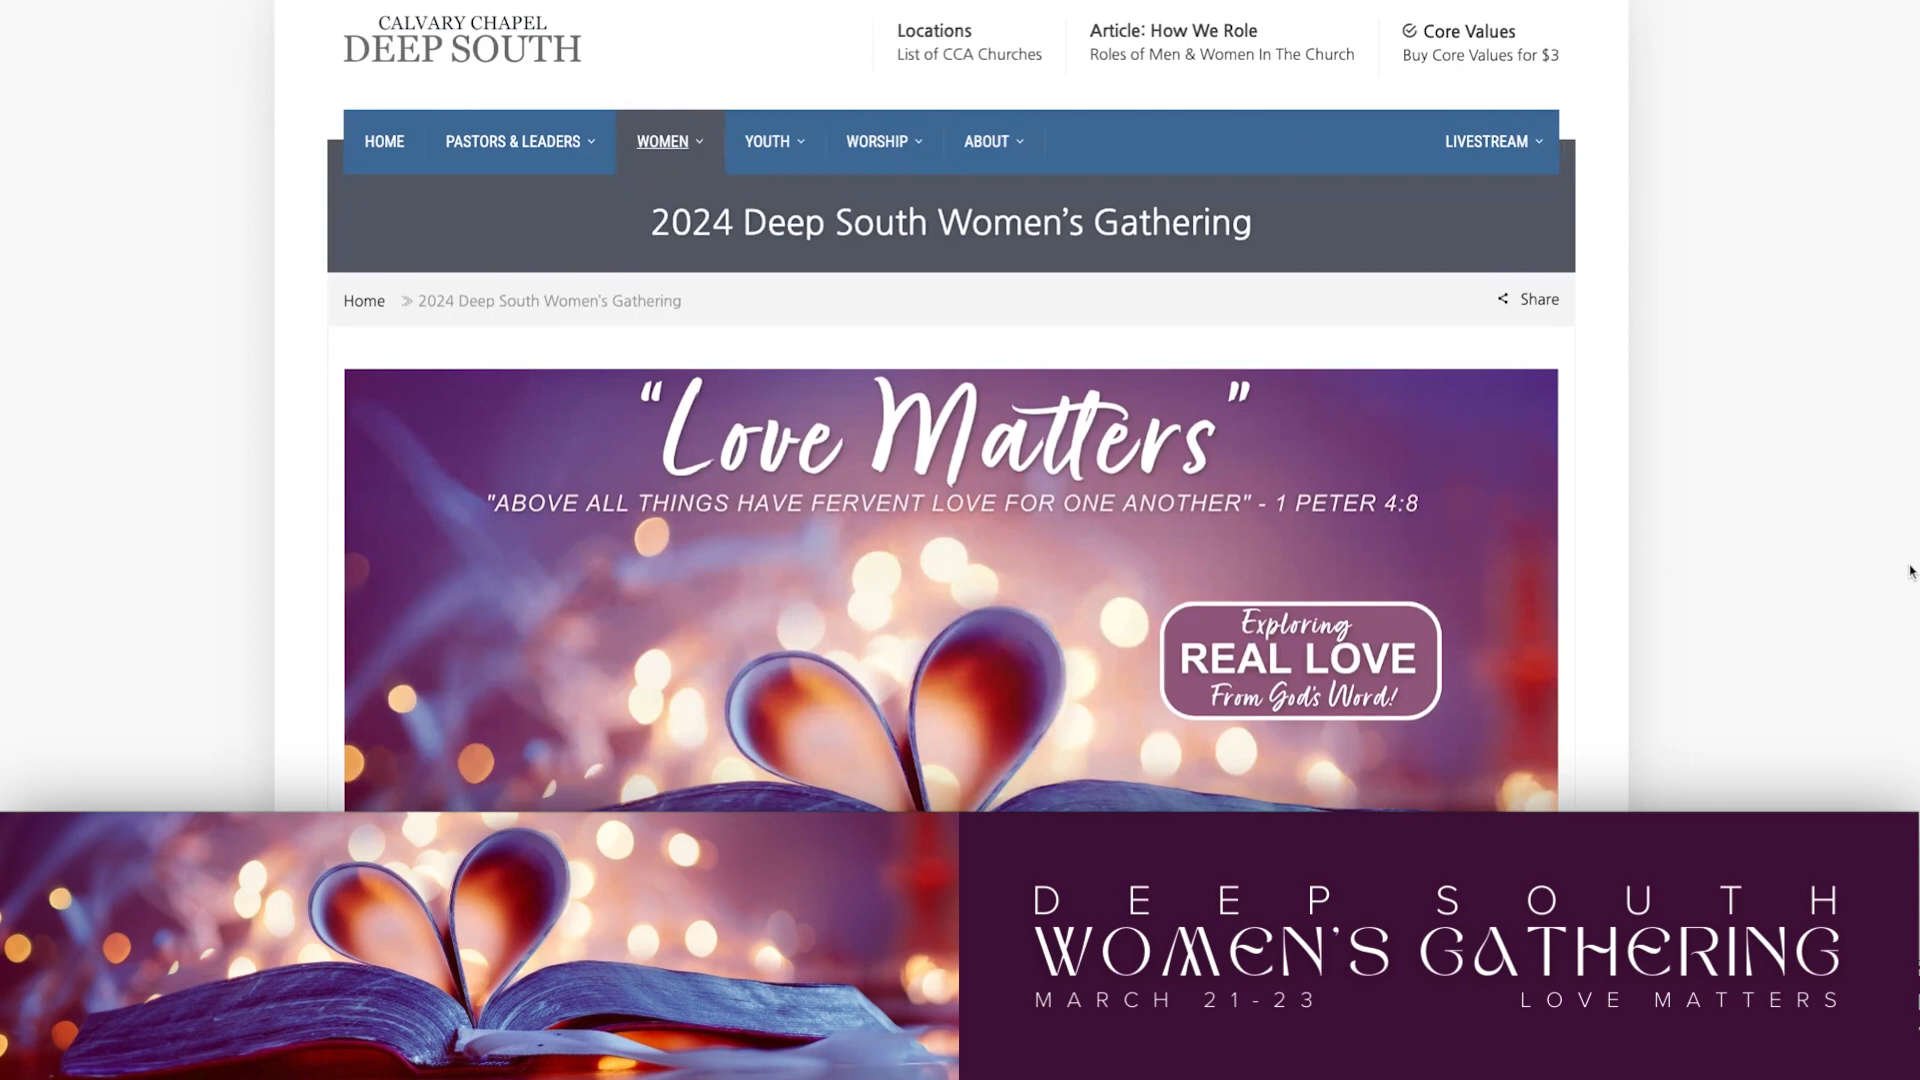 CALVARY CHAPEL
DEEP SOUTH
Locations
List of CCA Churches
Article: How We Role
Roles of Men & Women In The Church
Core Values
Buy Core Values for $3
HOME
PASTORS & LEADERS
WOMEN
YOUTH
WORSHIP
ABOUT
LIVESTREAM
2024 Deep South Women’s Gathering
Home
2024 Deep South Women's Gathering
Share
“Love Matters”
"ABOVE ALL THINGS HAVE FERVENT LOVE FOR ONE ANOTHER" - 1 PETER 4:8
Exploring
REAL LOVE
From God's Word!
DEEP SOUTH
WOMEN'S GATHERING
MARCH 21-23
LOVE MATTERS